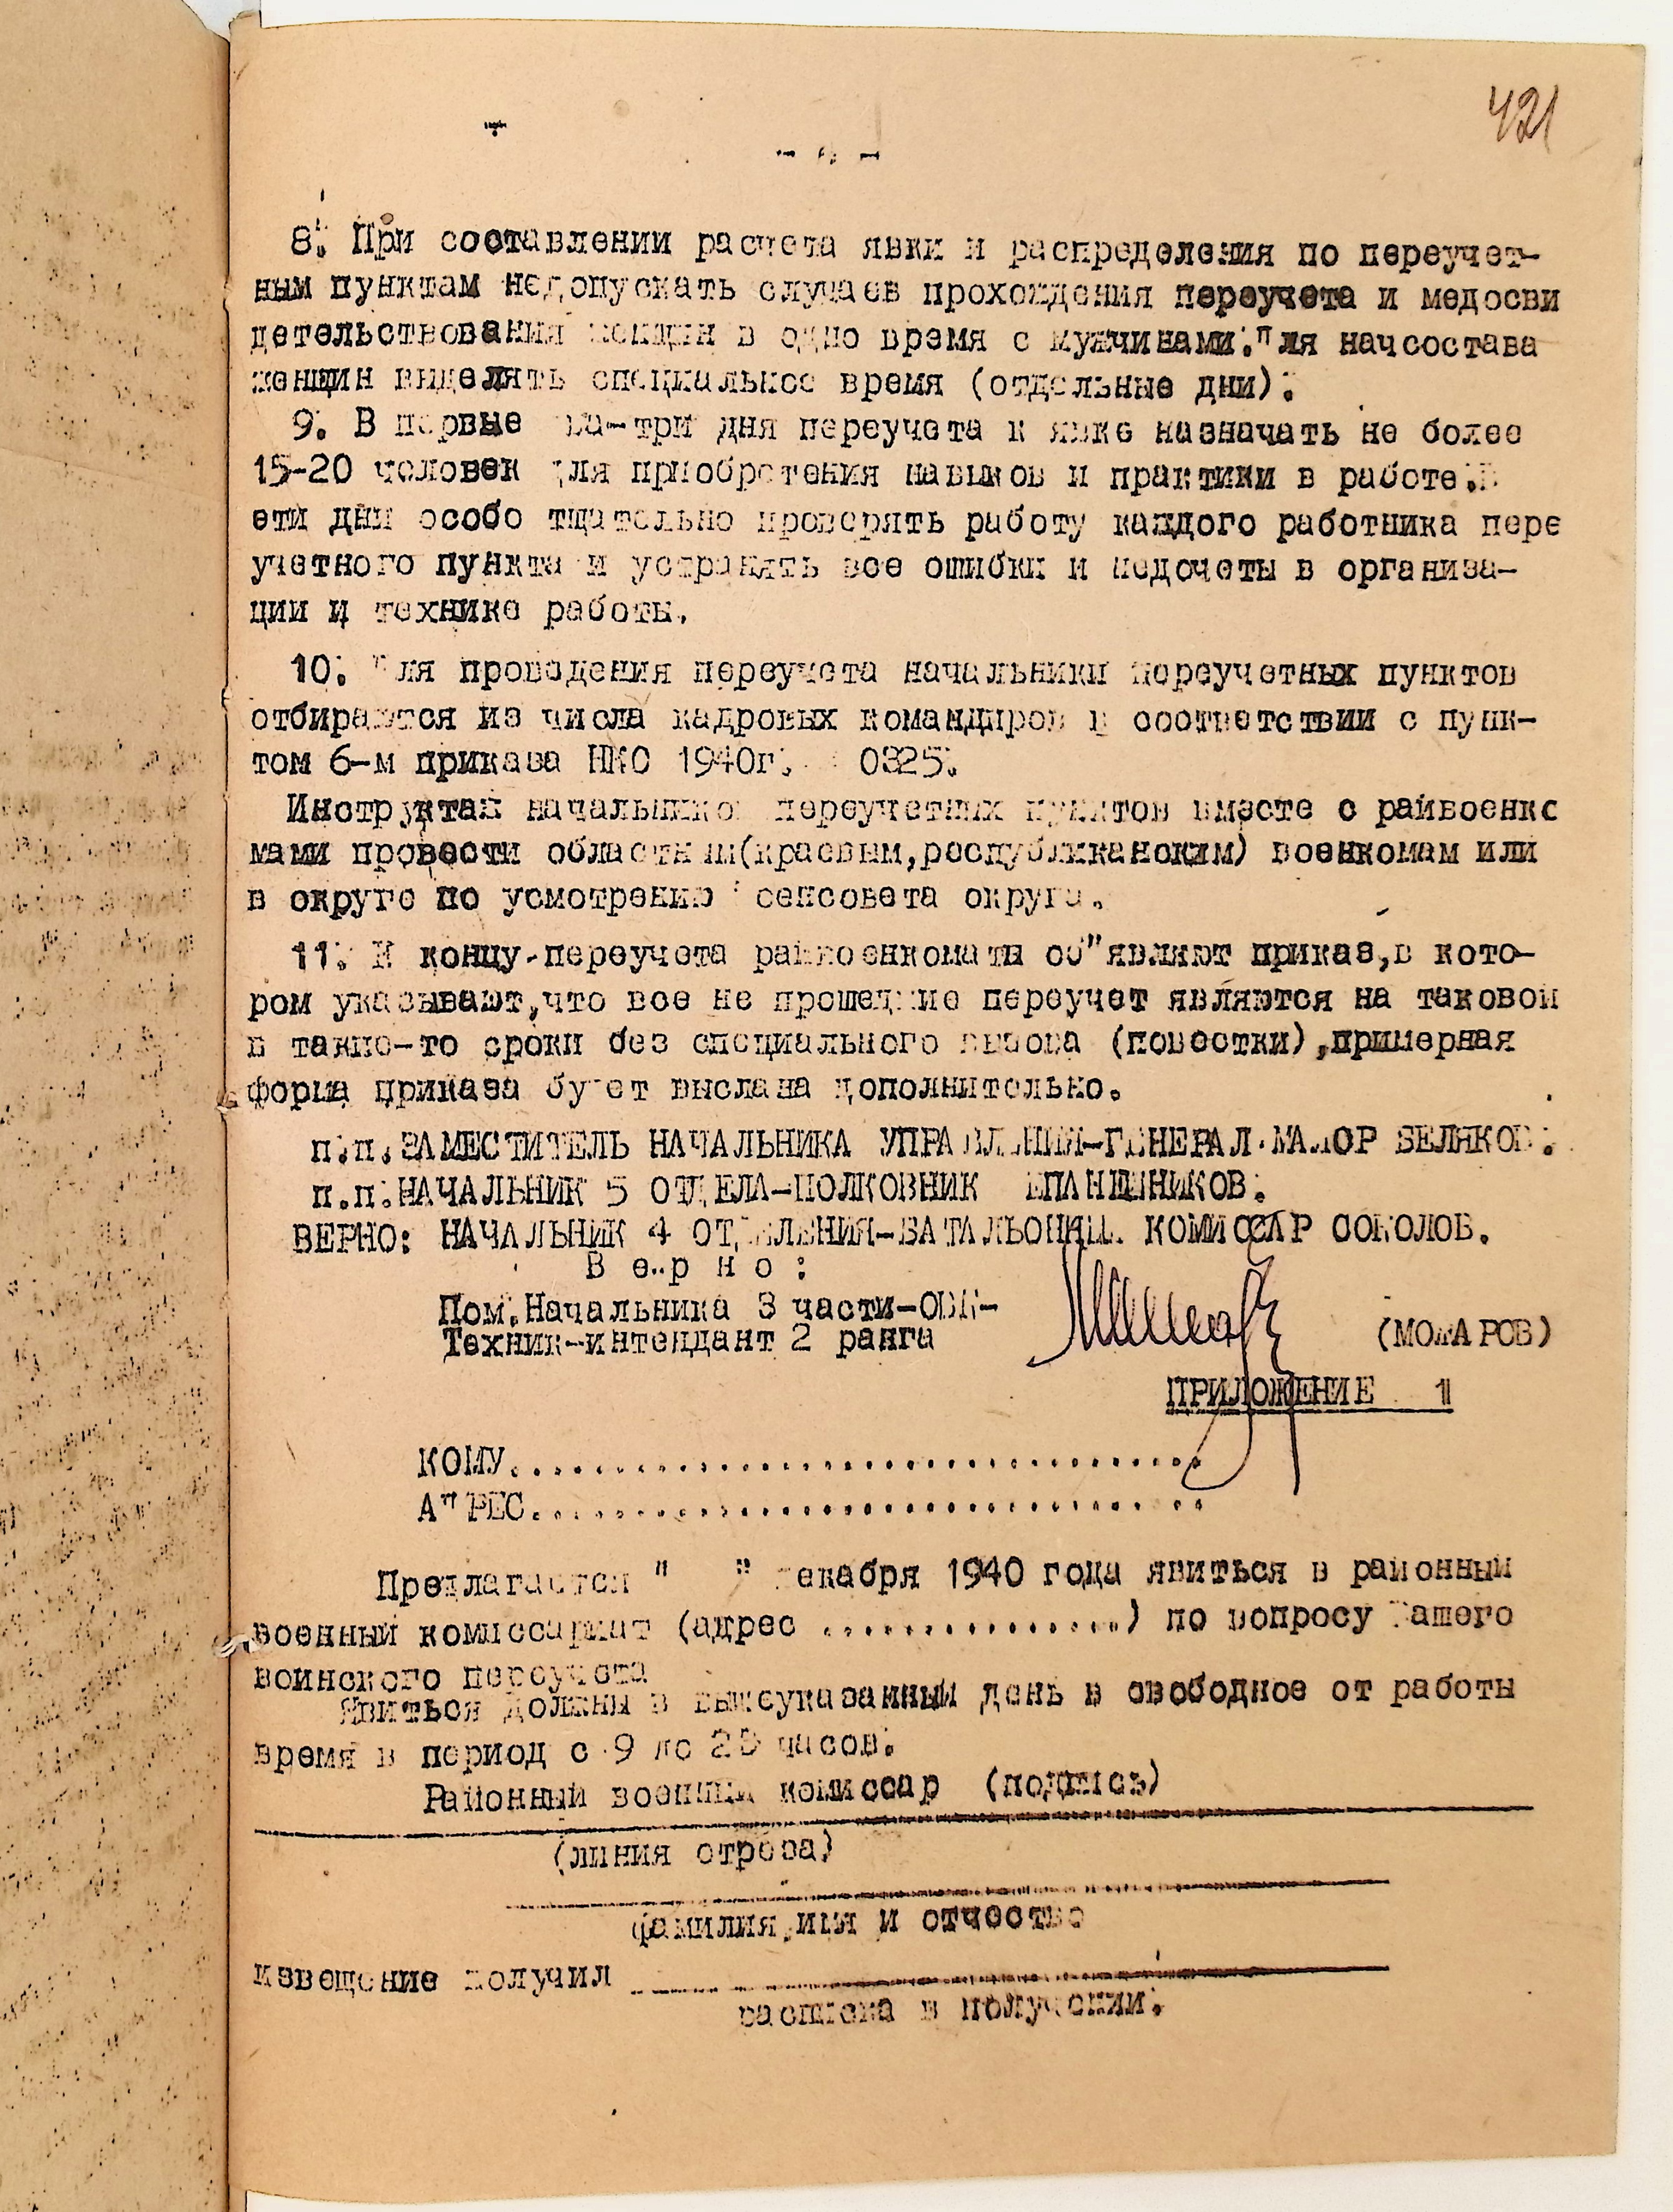 421
8. При составлении расчета явки и распределения по переучет-
ным пунктам недопускать случаев прохождения переучета и медосви
детельствования женщин в одно время с мужчинами. Для начсостава
женщин выделять специальное время (отдельные дни).
9. В первые два-три дня переучета к явке назначать не более
15-20 человек для приобретения навыков и практики в работе. В
эти дни особо тщательно проверять работу каждого работника пере
учетного пункта и устранять все ошибки и недочеты в организа-
ции и технике работы.
10. Для проведения переучета начальники переучетных пунктов
отбираются из числа кадровых командиров в соответствии с пунк-
том 6-м приказа НКО 1940г. 0325.
Инструктаж начальников переучетных пунктов вместе с райвоенко
мами провести областным(краевым,республиканским) военкомам или
в округе по усмотрению Военсовета округа.
11. К концу переучета райвоенкоматы об"являют приказ,в кото-
ром указывают,что все не прошедшие переучет являются на таковой
в такие-то сроки без специального вызова (повестки),примерная
форма приказа будет выслана дополнительно.
п.п.ЗАМЕСТИТЕЛЬ НАЧАЛЬНИКА УПРАВЛЕНИЯ-ГЕНЕРАЛ-МАЙОР БЕЛЯКОВ.
п.п.НАЧАЛЬНИК 5 ОТДЕЛА-ПОЛКОВНИК ЕПАНЕШНИКОВ.
ВЕРНО: НАЧАЛЬНИК 4 ОТДЕЛЕНИЯ-БАТАЛЬОНЫЙ КОМИССАР СОКОЛОВ.
В е р н о :
Пом.Начальника 3 части-ОВК-
Техник-интендант 2 ранга
ПРИЛОЖЕНИЕ 1
КОМУ..................................
АДРЕС.................................
Предлагается " " декабря 1940 года явиться в районный
военный комиссариат (адрес ...............) по вопросу Вашего
воинского переучета
Явиться должны в вышеуказанный день в свободное от работы
время в период с 9 до часов.
Районный военный комиссар (подпись)
(линия отреза)
фамилия,имя и отчество
извещение получил
расписка в получении.